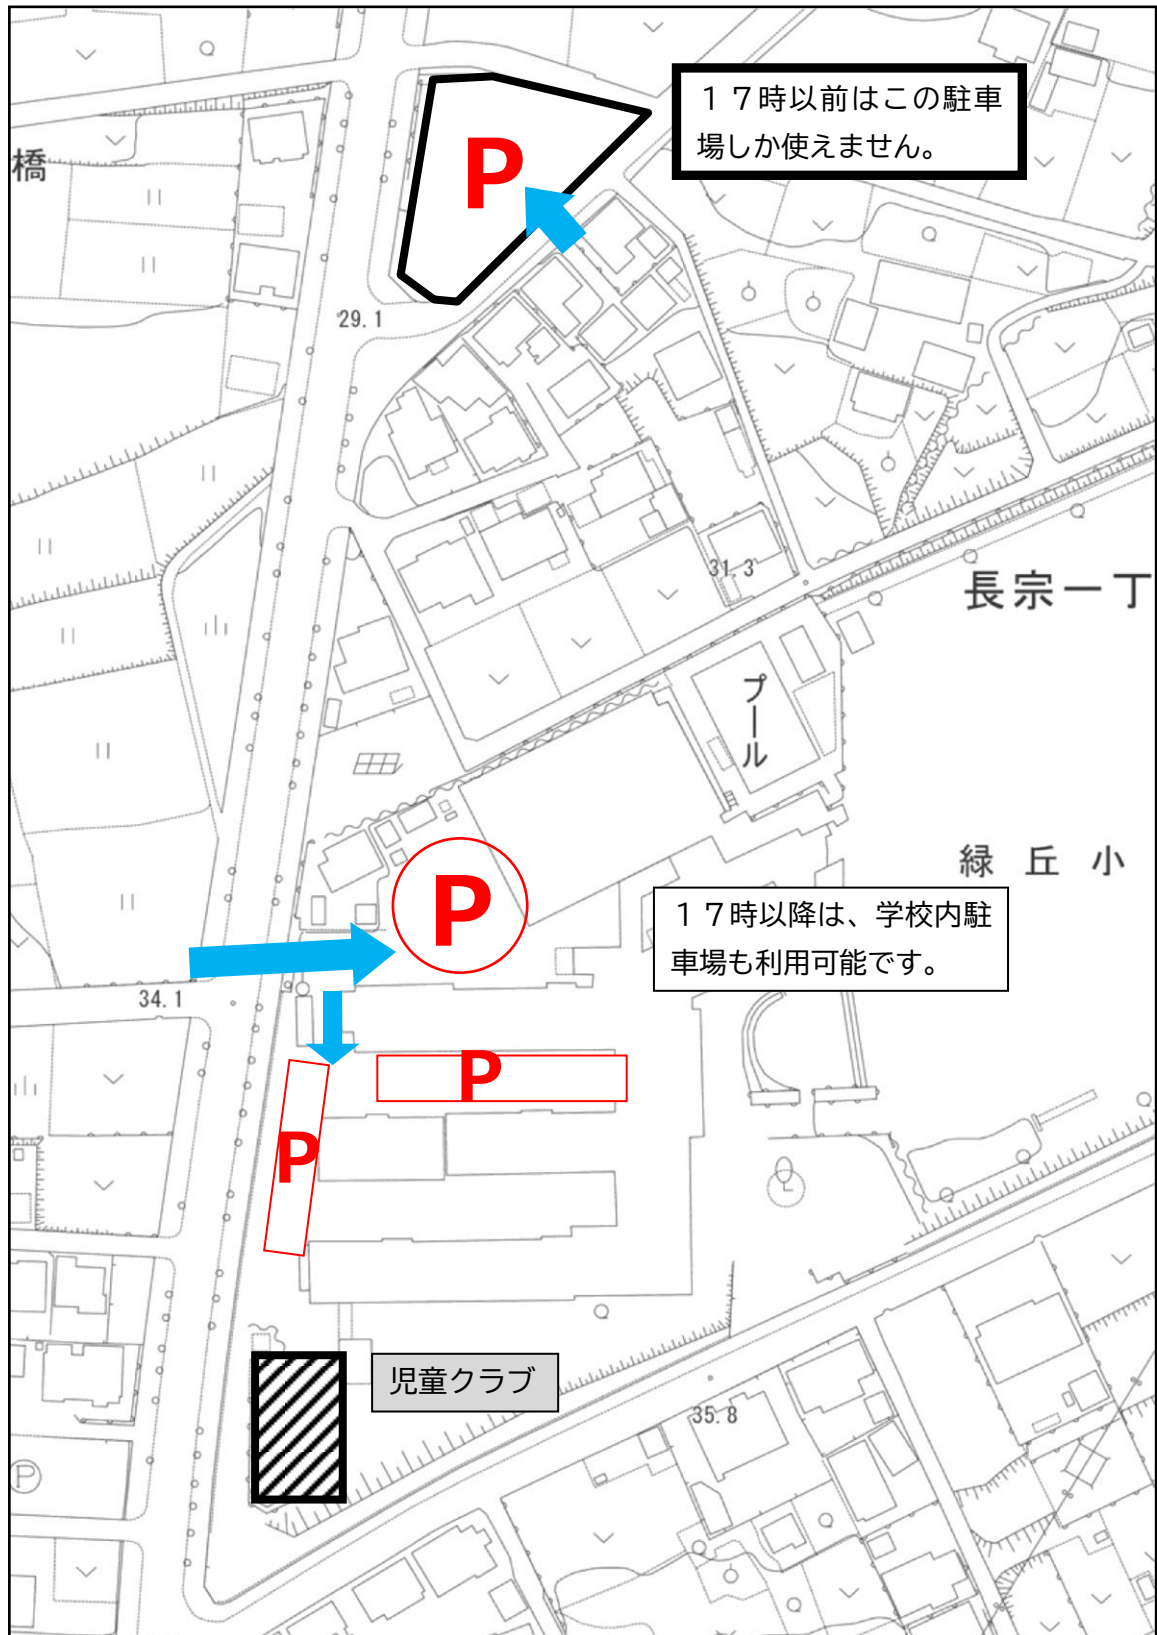 １７時以前はこの駐車
場しか使えません。
橋
P
29.1
31.3
長宗一丁
プール
緑丘小
P
１７時以降は、学校内駐
車場も利用可能です。
34.1
P
P
児童クラブ
35.8
P